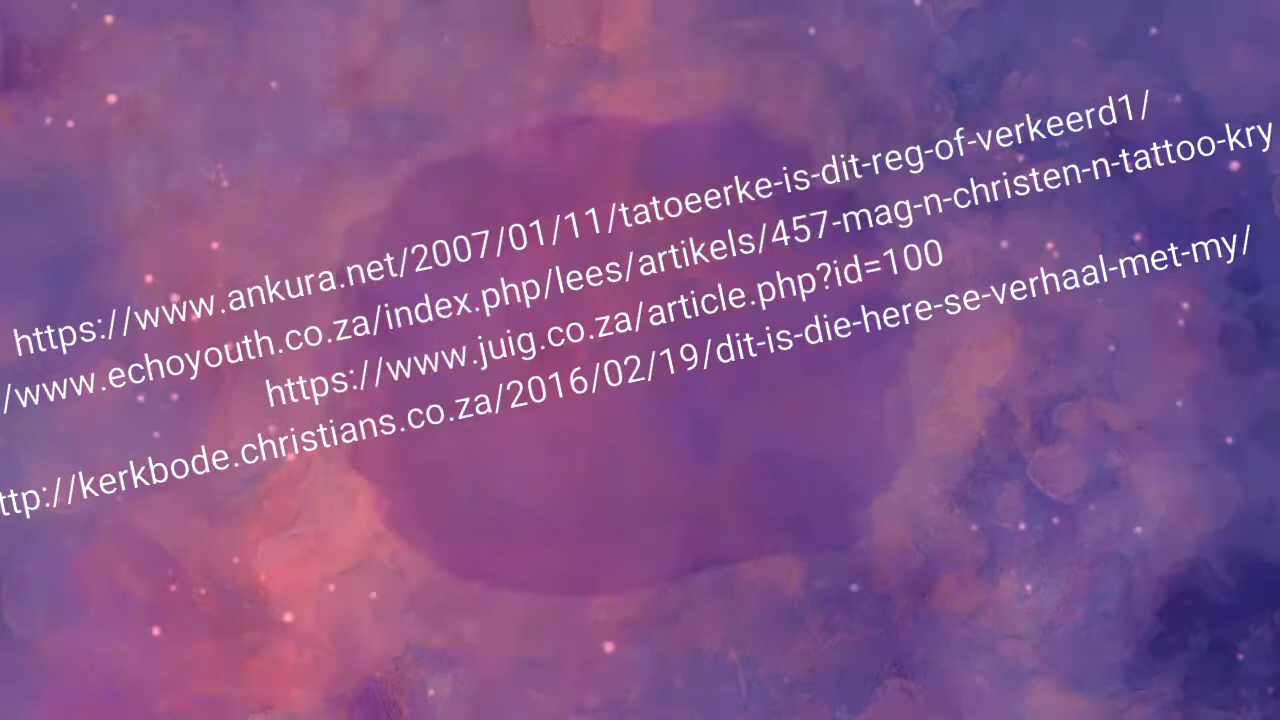 https://www.ankura.net/2007/01/11/tatoeerke-is-dit-reg-of-verkeerd1/
/www.echoyouth.co.za/index.php/lees/artikels/457-mag-n-christen-n-tattoo-kry
https://www.juig.co.za/article.php?id=100
ttp://kerkbode.christians.co.za/2016/02/19/dit-is-die-here-se-verhaal-met-my/